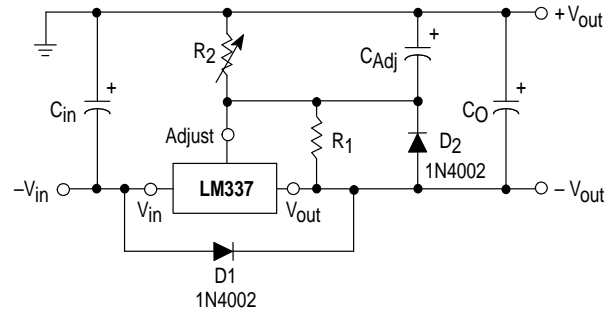 + Vout
R2
CAdj
+
+
+
Cin
Adjust
R1
CO
D2
1N4002
–Vin
Vin
LM337
Vout
– Vout
D1
1N4002